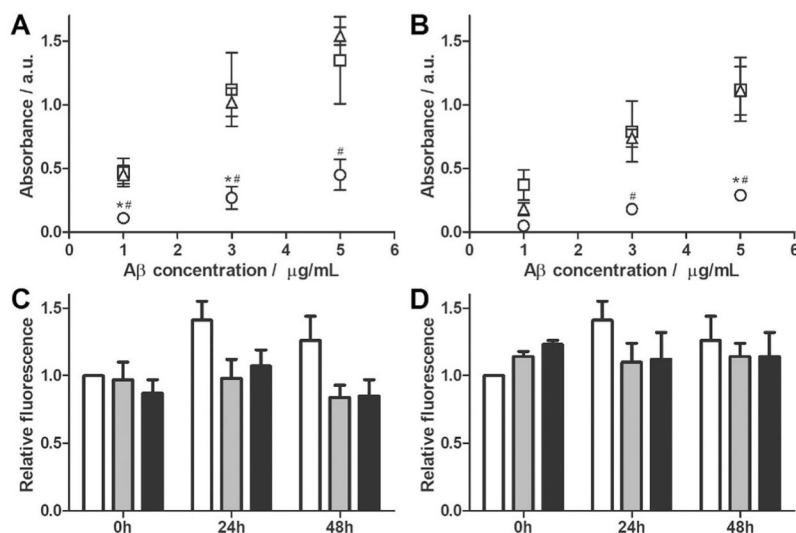 A
Absorbance / a.u.
1.5
1.0
0.5
0.0
*#
*#
#
0 1 2 3 4 5 6
Aβ concentration / μg/mL
B
Absorbance / a.u.
1.5
1.0
0.5
0.0
#
*#
0 1 2 3 4 5 6
Aβ concentration / μg/mL
C
Relative fluorescence
1.5
1.0
0.5
0.0
0h 24h 48h
D
Relative fluorescence
1.5
1.0
0.5
0.0
0h 24h 48h